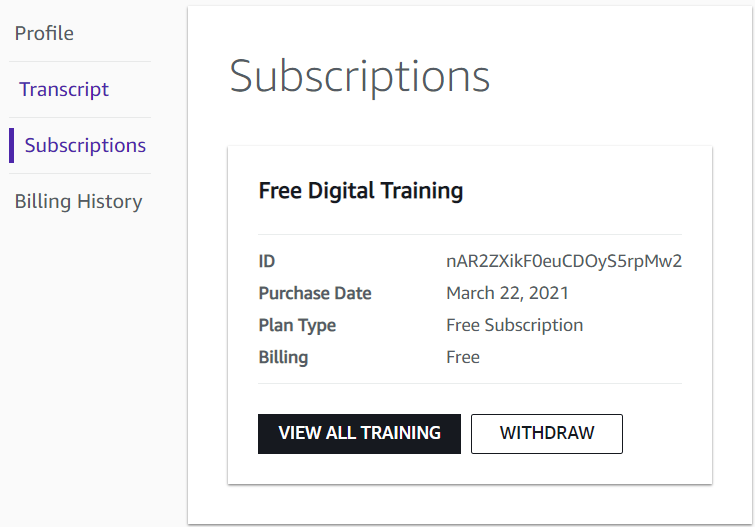 Profile
Transcript
Subscriptions
Billing History
Subscriptions
Free Digital Training
ID nAR2ZXikF0euCDOyS5rpMw2
Purchase Date March 22, 2021
Plan Type Free Subscription
Billing Free
VIEW ALL TRAINING WITHDRAW